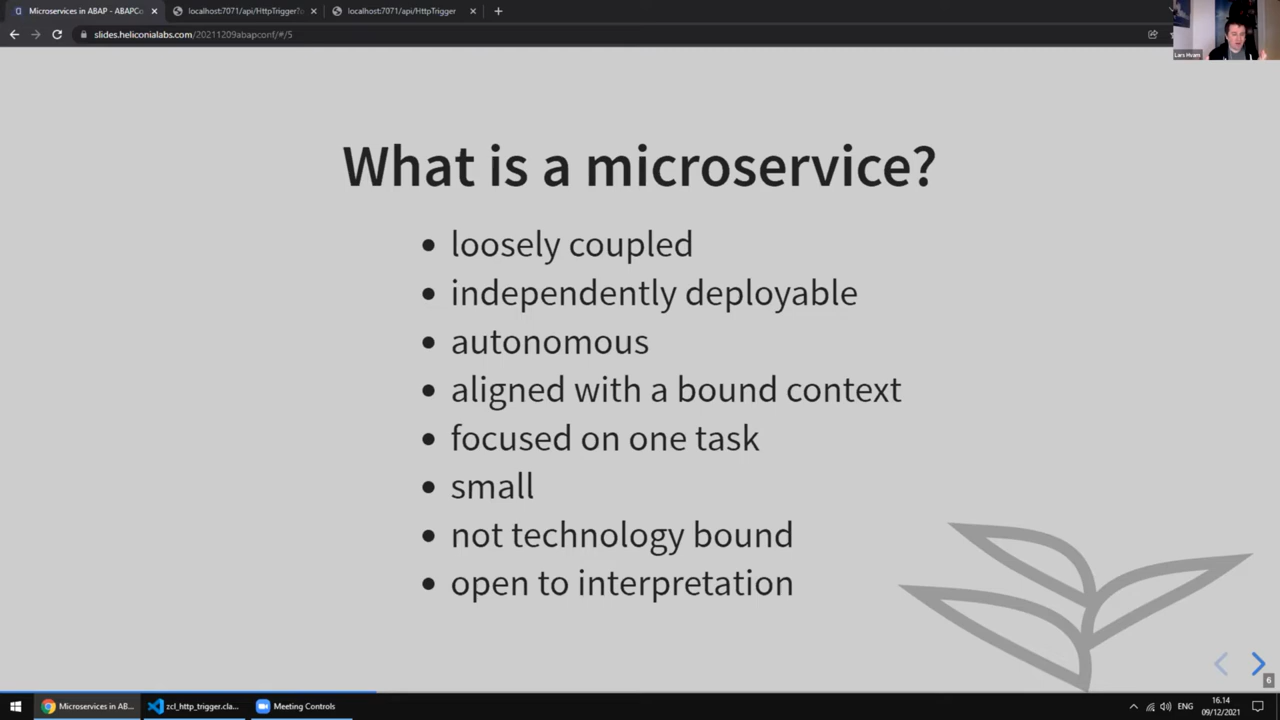 Microservices in ABAP - ABAPCo
localhost:7071/api/HttpTrigger?
localhost:7071/api/HttpTrigger
slides.heliconialabs.com/20211209abapconf/#/5
Lars Hvam
What is a microservice?
loosely coupled
independently deployable
autonomous
aligned with a bound context
focused on one task
small
not technology bound
open to interpretation
6
Microservices in AB...
zcl_http_trigger.cla...
Meeting Controls
ENG
16.14
09/12/2021